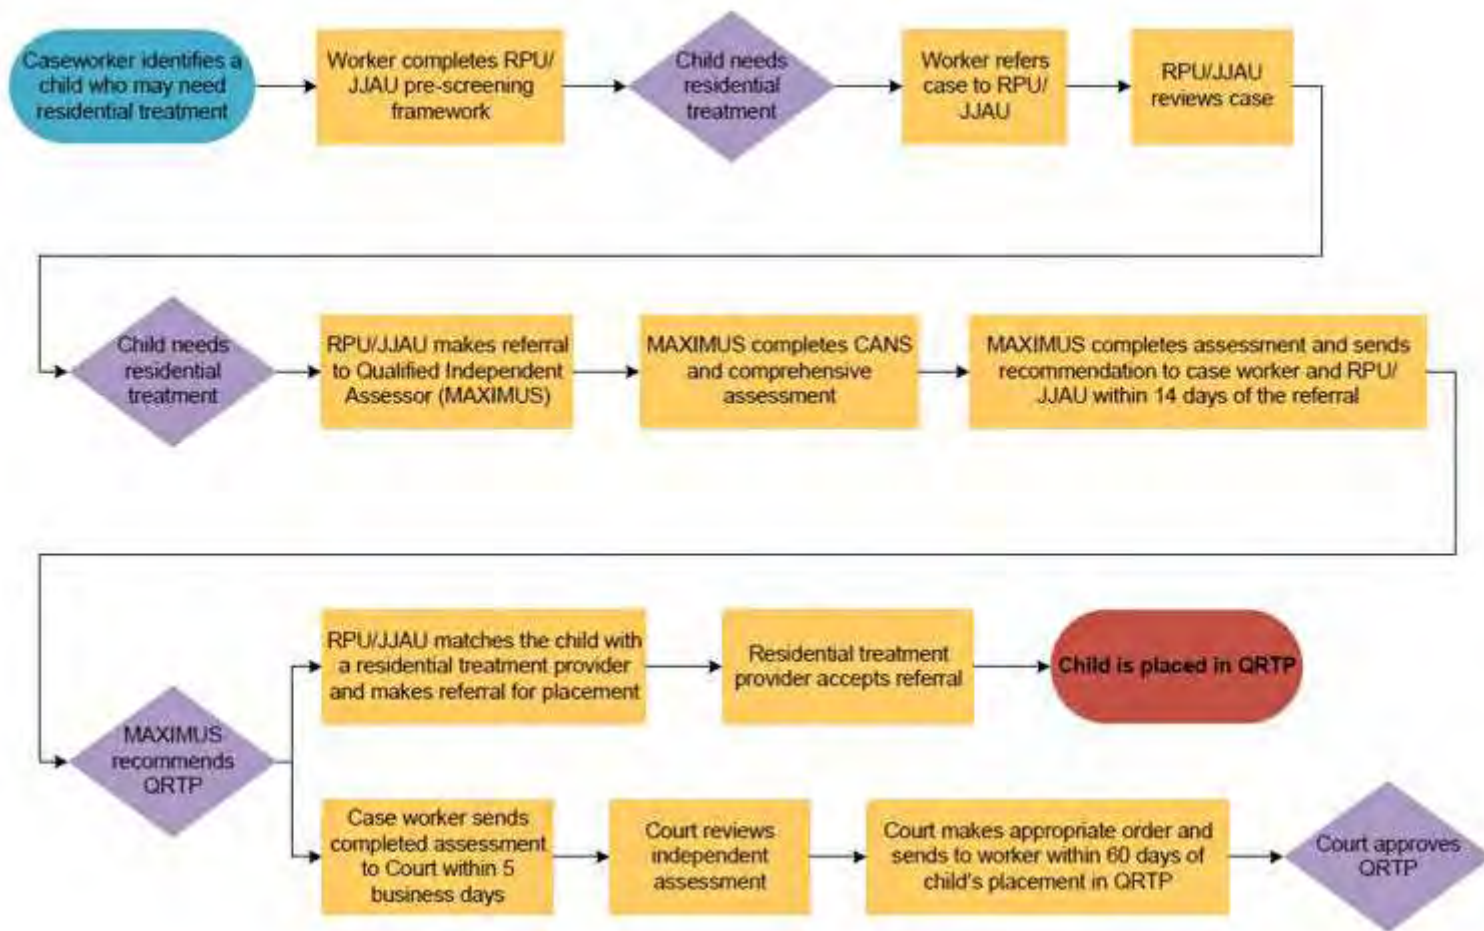 Caseworker identifies a
child who may need
residential treatment
Worker completes RPU/
JJAU pre-screening
framework
Child needs
residential
treatment
Worker refers
case to RPU/
JJAU
RPU/JJAU
reviews case
Child needs
residential
treatment
RPU/JJAU makes referral
to Qualified Independent
Assessor (MAXIMUS)
MAXIMUS completes CANS
and comprehensive
assessment
MAXIMUS completes assessment and sends
recommendation to case worker and RPU/
JJAU within 14 days of the referral
MAXIMUS
recommends
QRTP
RPU/JJAU matches the child with
a residential treatment provider
and makes referral for placement
Residential treatment
provider accepts referral
Child is placed in QRTP
Case worker sends
completed assessment
to Court within 5
business days
Court reviews
independent
assessment
Court makes appropriate order and
sends to worker within 60 days of
child's placement in QRTP
Court approves
QRTP